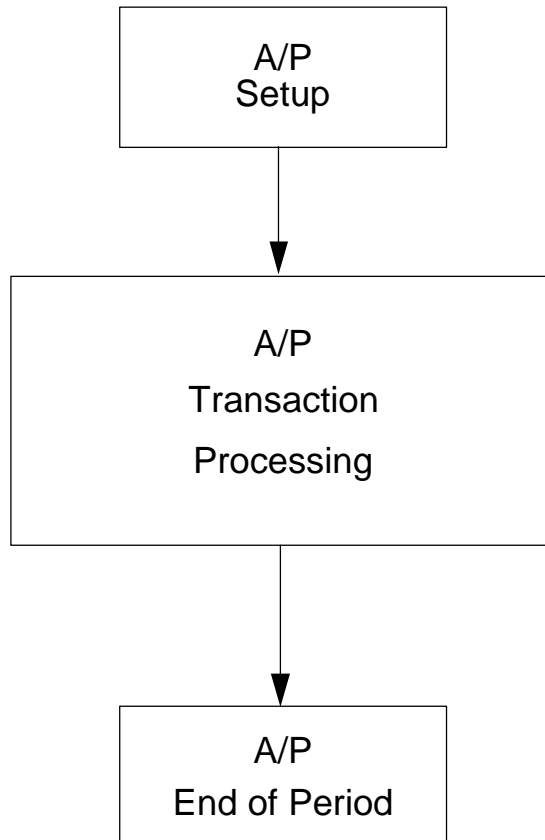 A/P
Setup
A/P
Transaction
Processing
A/P
End of Period